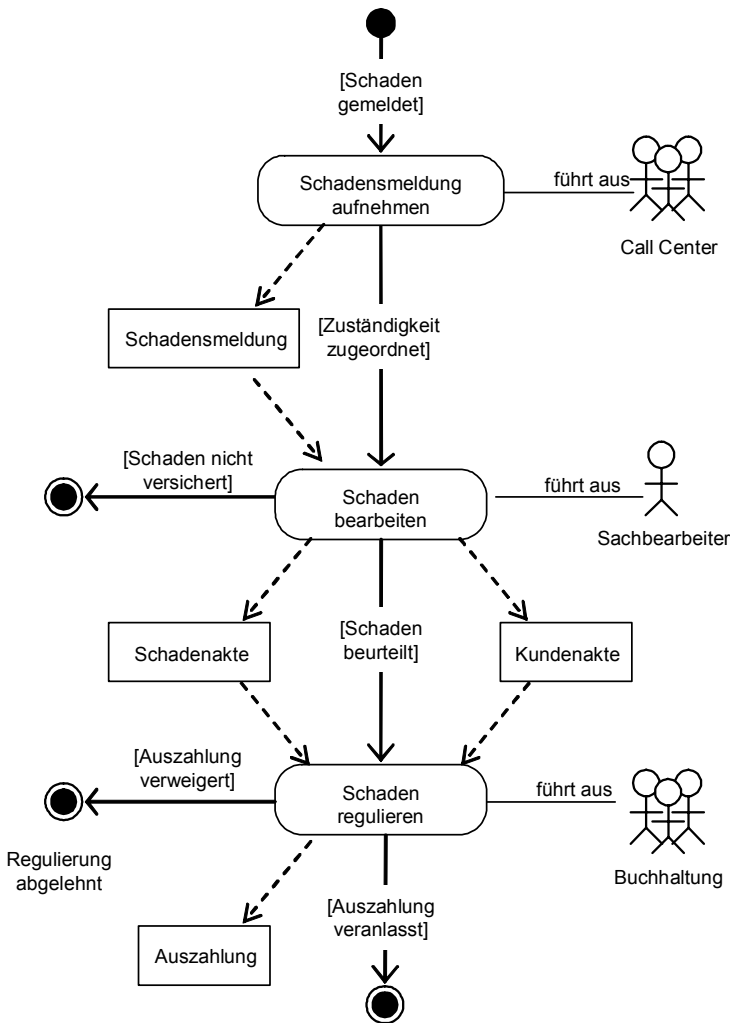 [Schaden
gemeldet]
Schadensmeldung
aufnehmen
führt aus
Call Center
Schadensmeldung
[Zuständigkeit
zugeordnet]
[Schaden nicht
versichert]
Schaden
bearbeiten
führt aus
Sachbearbeiter
Schadenakte
[Schaden
beurteilt]
Kundenakte
[Auszahlung
verweigert]
Schaden
regulieren
führt aus
Regulierung
abgelehnt
Buchhaltung
[Auszahlung
veranlasst]
Auszahlung